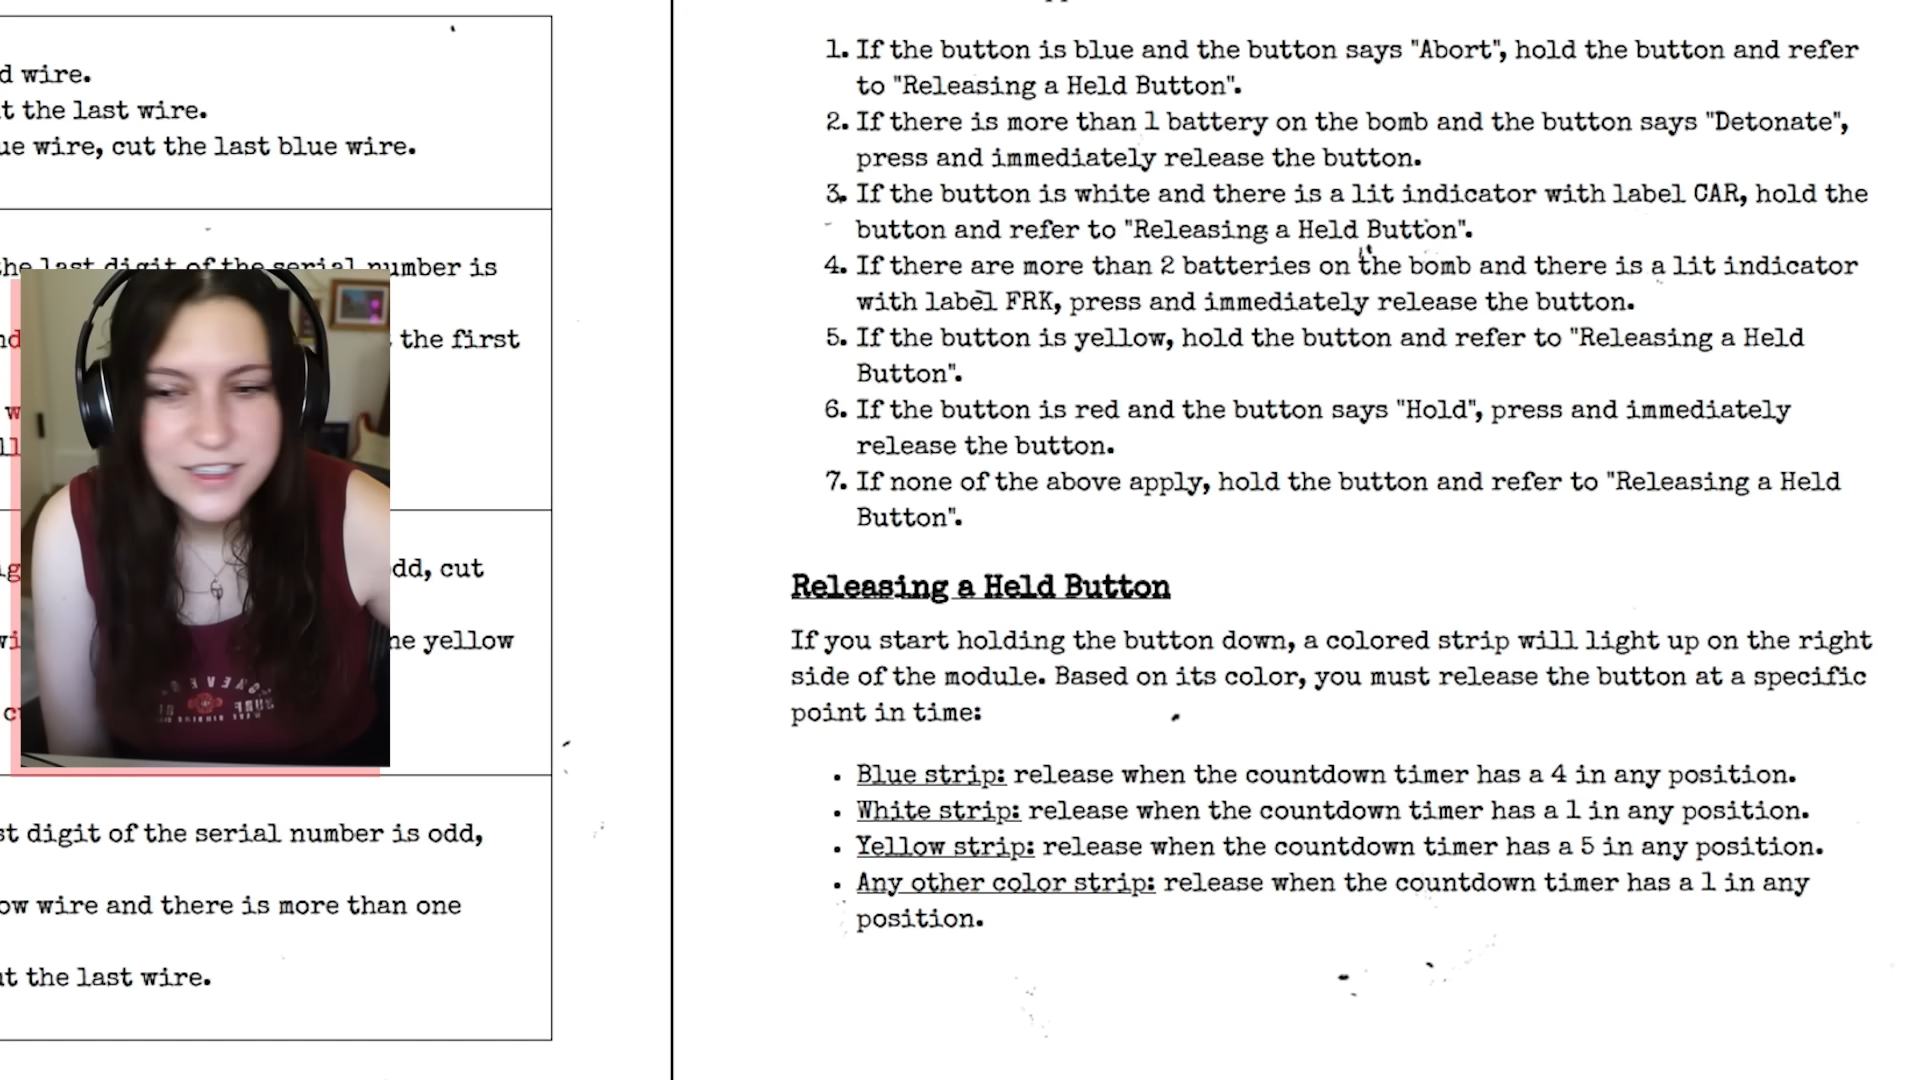 d wire.
t the last wire.
ue wire, cut the last blue wire.
the last digit of the serial number is
the first
dd, cut
he yellow
st digit of the serial number is odd,
ow wire and there is more than one
ut the last wire.
1. If the button is blue and the button says "Abort", hold the button and refer
to "Releasing a Held Button".
2. If there is more than 1 battery on the bomb and the button says "Detonate",
press and immediately release the button.
3. If the button is white and there is a lit indicator with label CAR, hold the
button and refer to "Releasing a Held Button".
4. If there are more than 2 batteries on the bomb and there is a lit indicator
with label FRK, press and immediately release the button.
5. If the button is yellow, hold the button and refer to "Releasing a Held
Button".
6. If the button is red and the button says "Hold", press and immediately
release the button.
7. If none of the above apply, hold the button and refer to "Releasing a Held
Button".
Releasing a Held Button
If you start holding the button down, a colored strip will light up on the right
side of the module. Based on its color, you must release the button at a specific
point in time:
• Blue strip: release when the countdown timer has a 4 in any position.
• White strip: release when the countdown timer has a 1 in any position.
• Yellow strip: release when the countdown timer has a 5 in any position.
• Any other color strip: release when the countdown timer has a 1 in any
position.